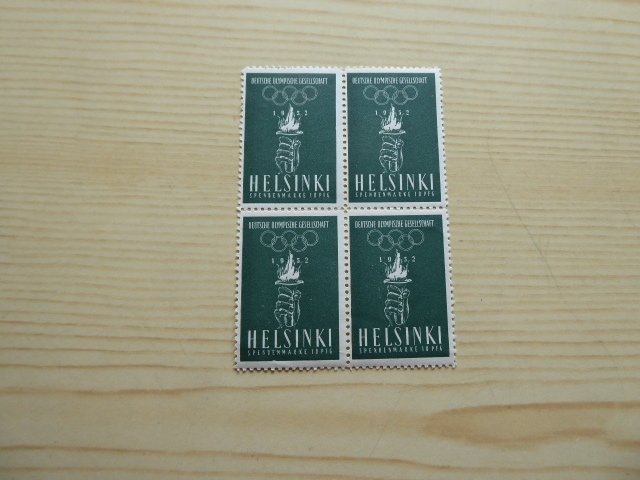 DEUTSCHE OLYMPISCHE GESELLSCHAFT
1952
HELSINKI
SPENDENMARKE 10 PFG
DEUTSCHE OLYMPISCHE GESELLSCHAFT
1952
HELSINKI
SPENDENMARKE 10 PFG
DEUTSCHE OLYMPISCHE GESELLSCHAFT
1952
HELSINKI
SPENDENMARKE 10 PFG
DEUTSCHE OLYMPISCHE GESELLSCHAFT
1952
HELSINKI
SPENDENMARKE 10 PFG